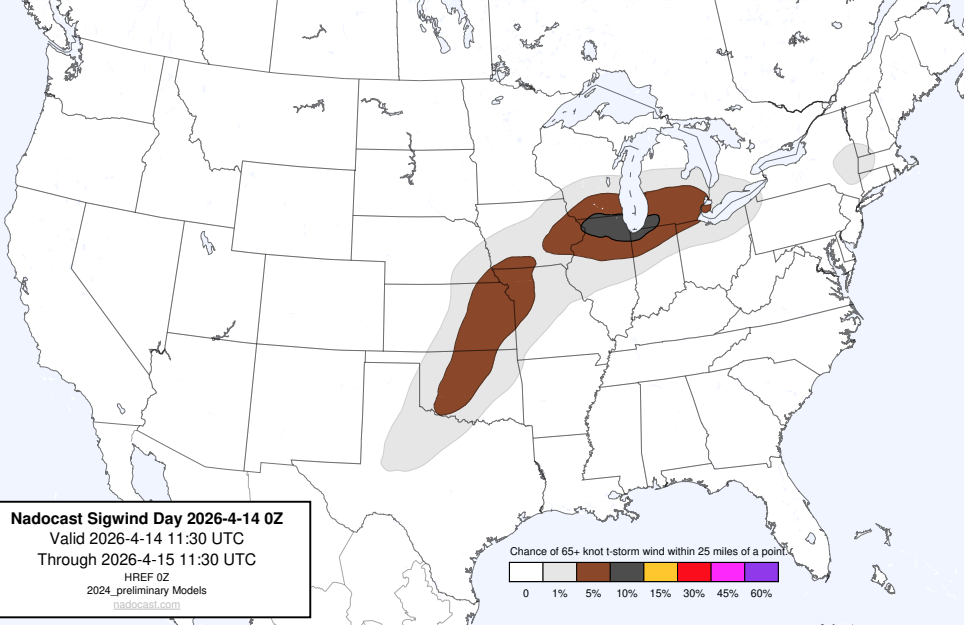 Nadocast Sigwind Day 2026-4-14 0Z
Valid 2026-4-14 11:30 UTC
Through 2026-4-15 11:30 UTC
HREF 0Z
2024_preliminary Models
nadocast.com
Chance of 65+ knot t-storm wind within 25 miles of a point.
0 1% 5% 10% 15% 30% 45% 60%